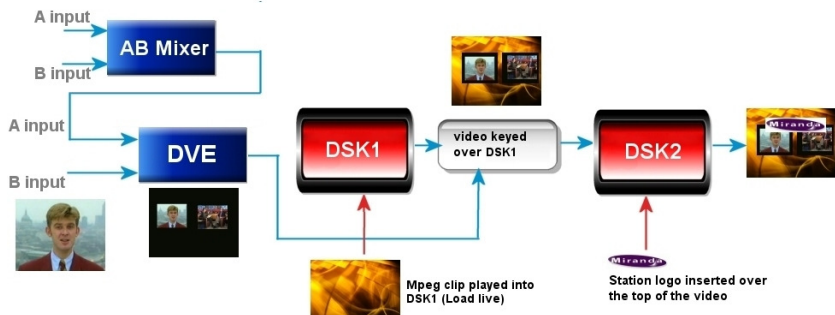 A input
AB Mixer
B input
A input
DVE
B input
DSK1
video keyed
over DSK1
DSK2
Miranda
Mpeg clip played into
DSK1 (Load live)
Miranda
Station logo inserted over
the top of the video